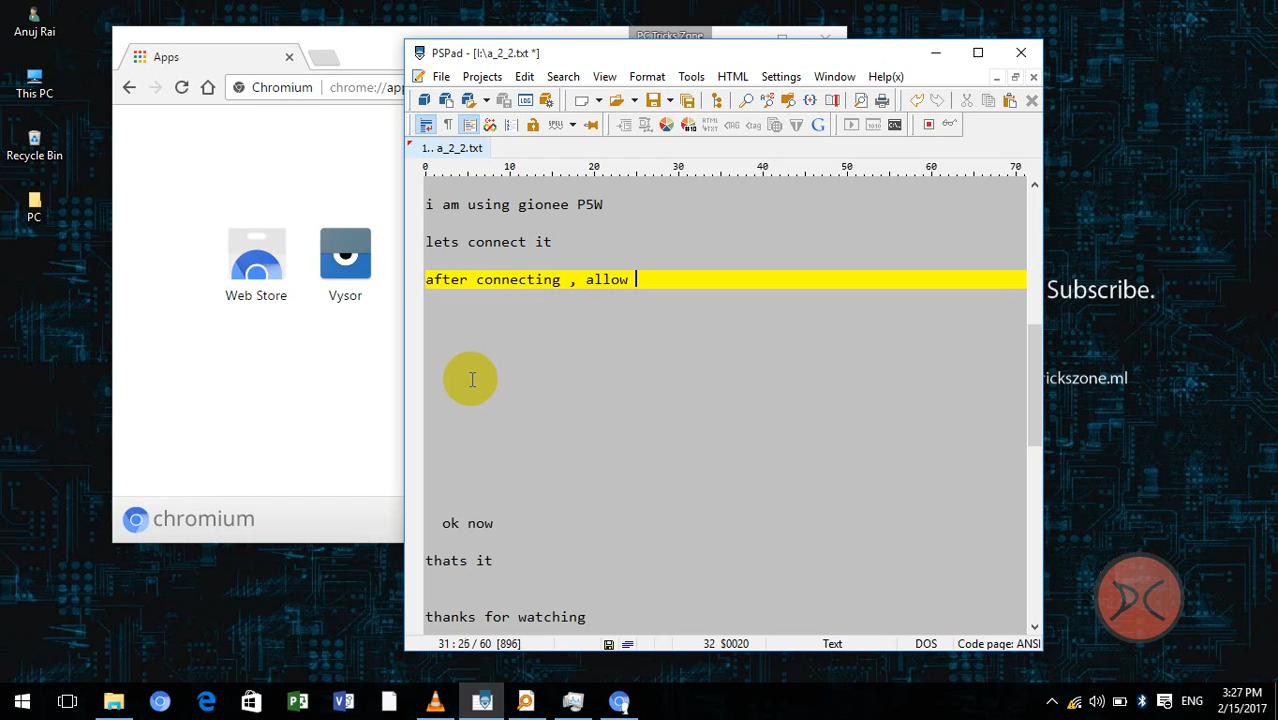 Anuj Rai
This PC
Recycle Bin
PC
Apps
Chromium
chrome://app
Web Store
Vysor
chromium
PC Tricks Zone
PSPad - [I:\a_2_2.txt *]
File Projects Edit Search View Format Tools HTML Settings Window Help(x)
1.. a_2_2.txt
0 10 20 30 40 50 60 70
i am using gionee P5W
lets connect it
after connecting , allow
ok now
thats it
thanks for watching
31 : 26 / 60 [896] 32 $0020 Text DOS Code page: ANSI
Subscribe.
rickszone.ml
ENG
3:27 PM
2/15/2017